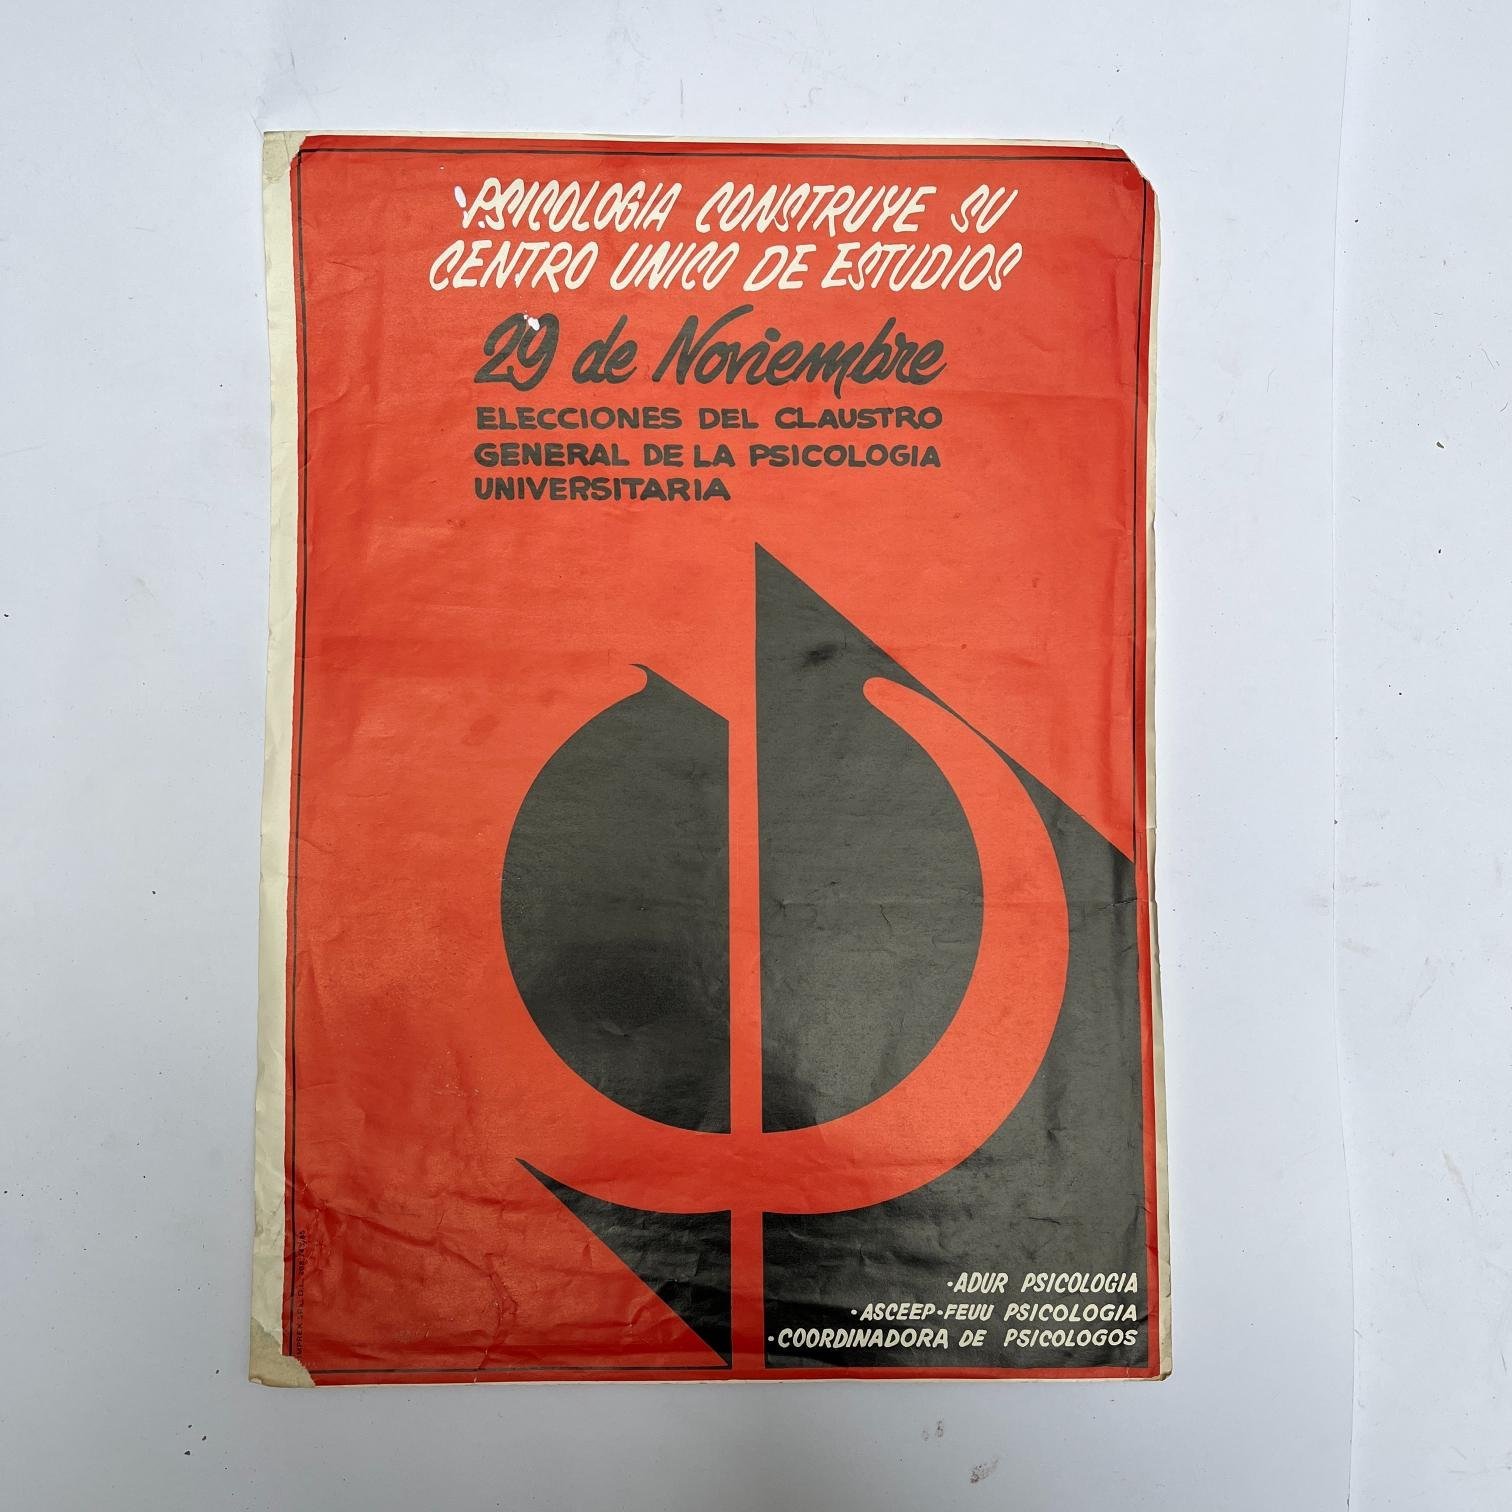 PSICOLOGIA CONSTRUYE SU
CENTRO UNICO DE ESTUDIOS
29 de Noviembre
ELECCIONES DEL CLAUSTRO
GENERAL DE LA PSICOLOGIA
UNIVERSITARIA
·ADUR PSICOLOGIA
·ASCEEP-FEUU PSICOLOGIA
·COORDINADORA DE PSICOLOGOS